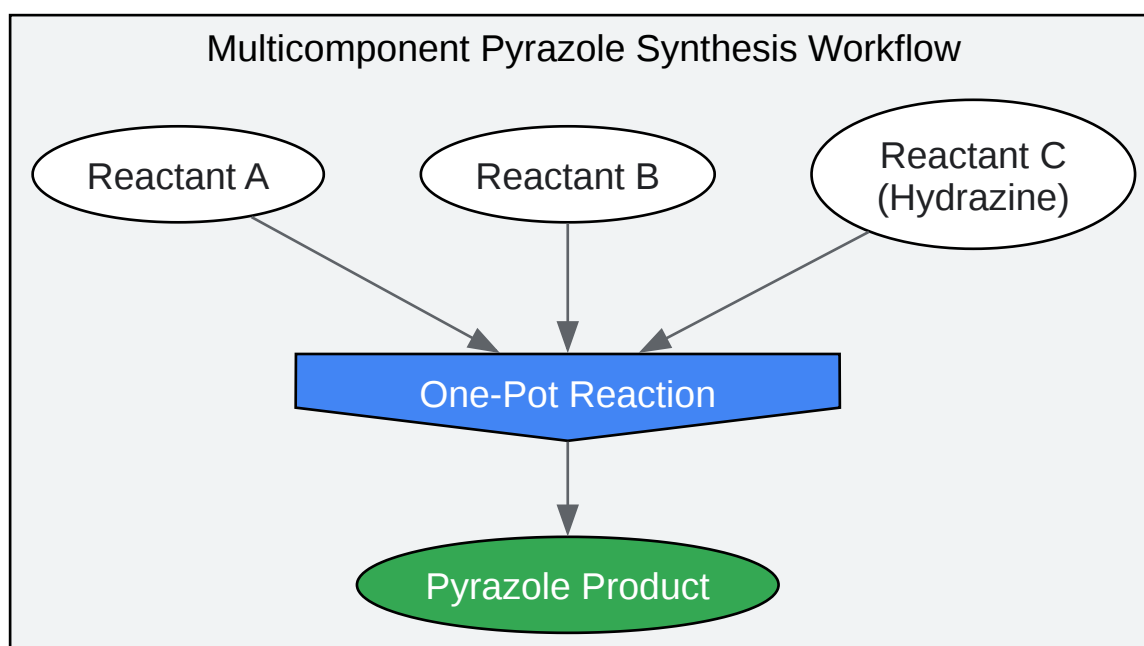 Multicomponent Pyrazole Synthesis Workflow
Reactant A
Reactant B
Reactant C
(Hydrazine)
One-Pot Reaction
Pyrazole Product